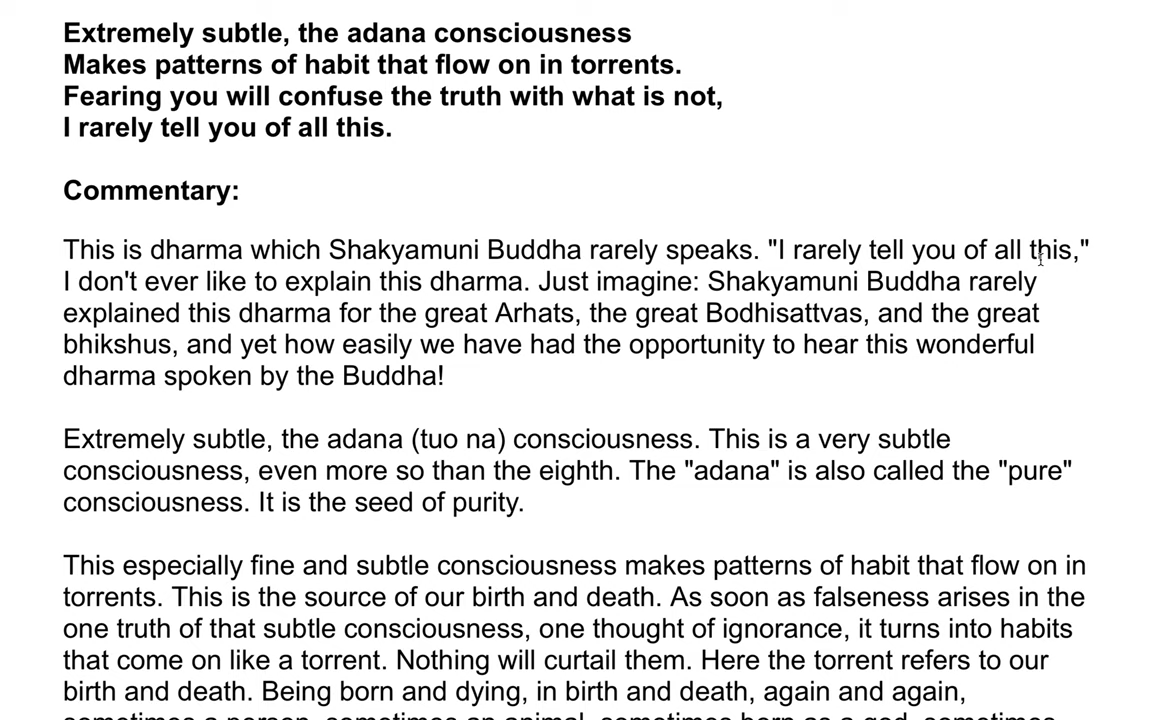 Extremely subtle, the adana consciousness
Makes patterns of habit that flow on in torrents.
Fearing you will confuse the truth with what is not,
I rarely tell you of all this.
Commentary:
This is dharma which Shakyamuni Buddha rarely speaks. "I rarely tell you of all this,"
I don't ever like to explain this dharma. Just imagine: Shakyamuni Buddha rarely
explained this dharma for the great Arhats, the great Bodhisattvas, and the great
bhikshus, and yet how easily we have had the opportunity to hear this wonderful
dharma spoken by the Buddha!
Extremely subtle, the adana (tuo na) consciousness. This is a very subtle
consciousness, even more so than the eighth. The "adana" is also called the "pure"
consciousness. It is the seed of purity.
This especially fine and subtle consciousness makes patterns of habit that flow on in
torrents. This is the source of our birth and death. As soon as falseness arises in the
one truth of that subtle consciousness, one thought of ignorance, it turns into habits
that come on like a torrent. Nothing will curtail them. Here the torrent refers to our
birth and death. Being born and dying, in birth and death, again and again,
sometimes a person, sometimes an animal, sometimes born as a god, sometimes